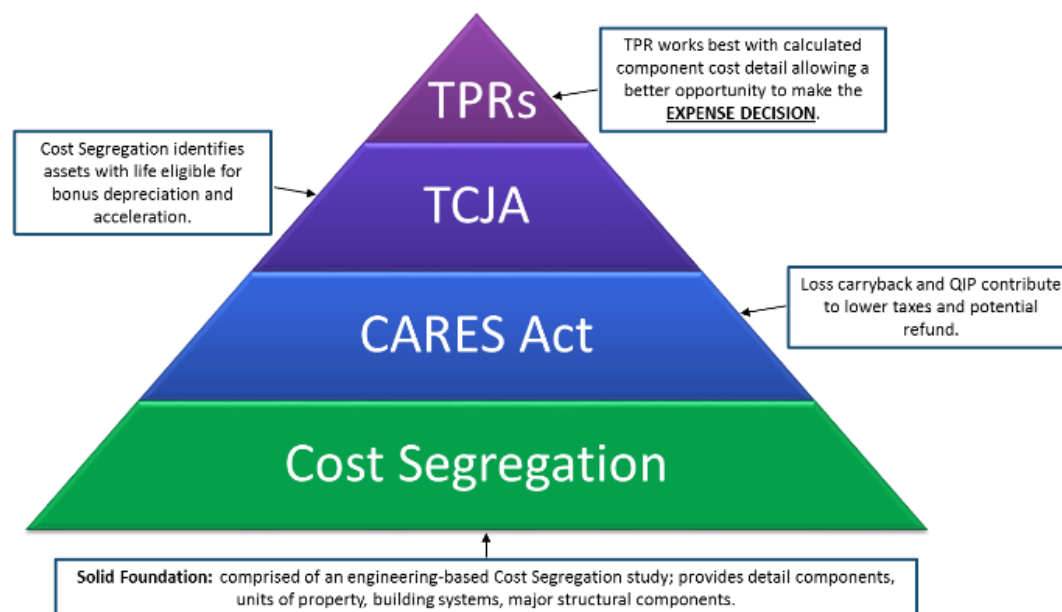 TPRs
TPR works best with calculated
component cost detail allowing a
better opportunity to make the
EXPENSE DECISION.
Cost Segregation identifies
assets with life eligible for
bonus depreciation and
acceleration.
TCJA
Loss carryback and QIP contribute
to lower taxes and potential
refund.
CARES Act
Cost Segregation
Solid Foundation: comprised of an engineering-based Cost Segregation study; provides detail components,
units of property, building systems, major structural components.